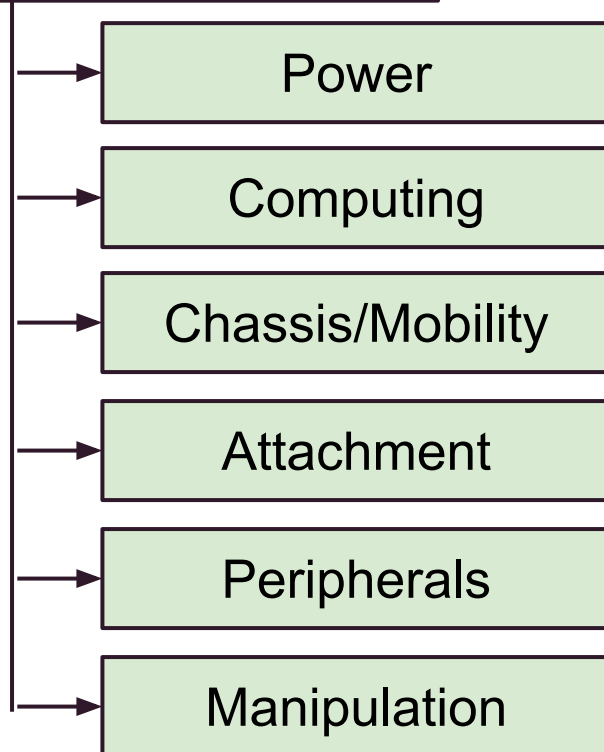 Power
Computing
Chassis/Mobility
Attachment
Peripherals
Manipulation